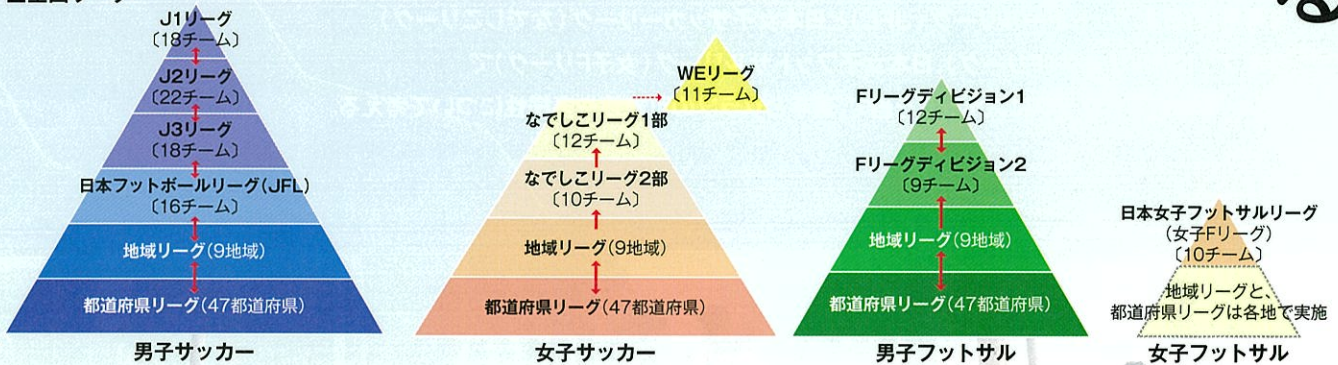 J1リーグ
〔18チーム〕
J2リーグ
〔22チーム〕
J3リーグ
〔18チーム〕
日本フットボールリーグ(JFL)
〔16チーム〕
地域リーグ(9地域)
都道府県リーグ(47都道府県)
男子サッカー
WEリーグ
〔11チーム〕
なでしこリーグ1部
〔12チーム〕
なでしこリーグ2部
〔10チーム〕
地域リーグ(9地域)
都道府県リーグ(47都道府県)
女子サッカー
Fリーグディビジョン1
〔12チーム〕
Fリーグディビジョン2
〔9チーム〕
地域リーグ(9地域)
都道府県リーグ(47都道府県)
男子フットサル
日本女子フットサルリーグ
(女子Fリーグ)
〔10チーム〕
地域リーグと、
都道府県リーグは各地で実施
女子フットサル